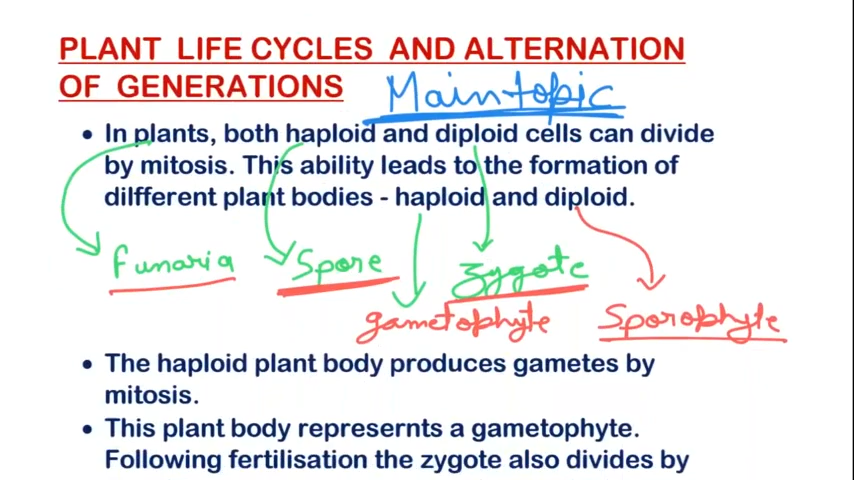 PLANT LIFE CYCLES AND ALTERNATION
OF GENERATIONS Main topic
• In plants, both haploid and diploid cells can divide
by mitosis. This ability leads to the formation of
dilfferent plant bodies - haploid and diploid.
Funaria Spore Zygote
gametophyte Sporophyte
• The haploid plant body produces gametes by
mitosis.
• This plant body represernts a gametophyte.
Following fertilisation the zygote also divides by